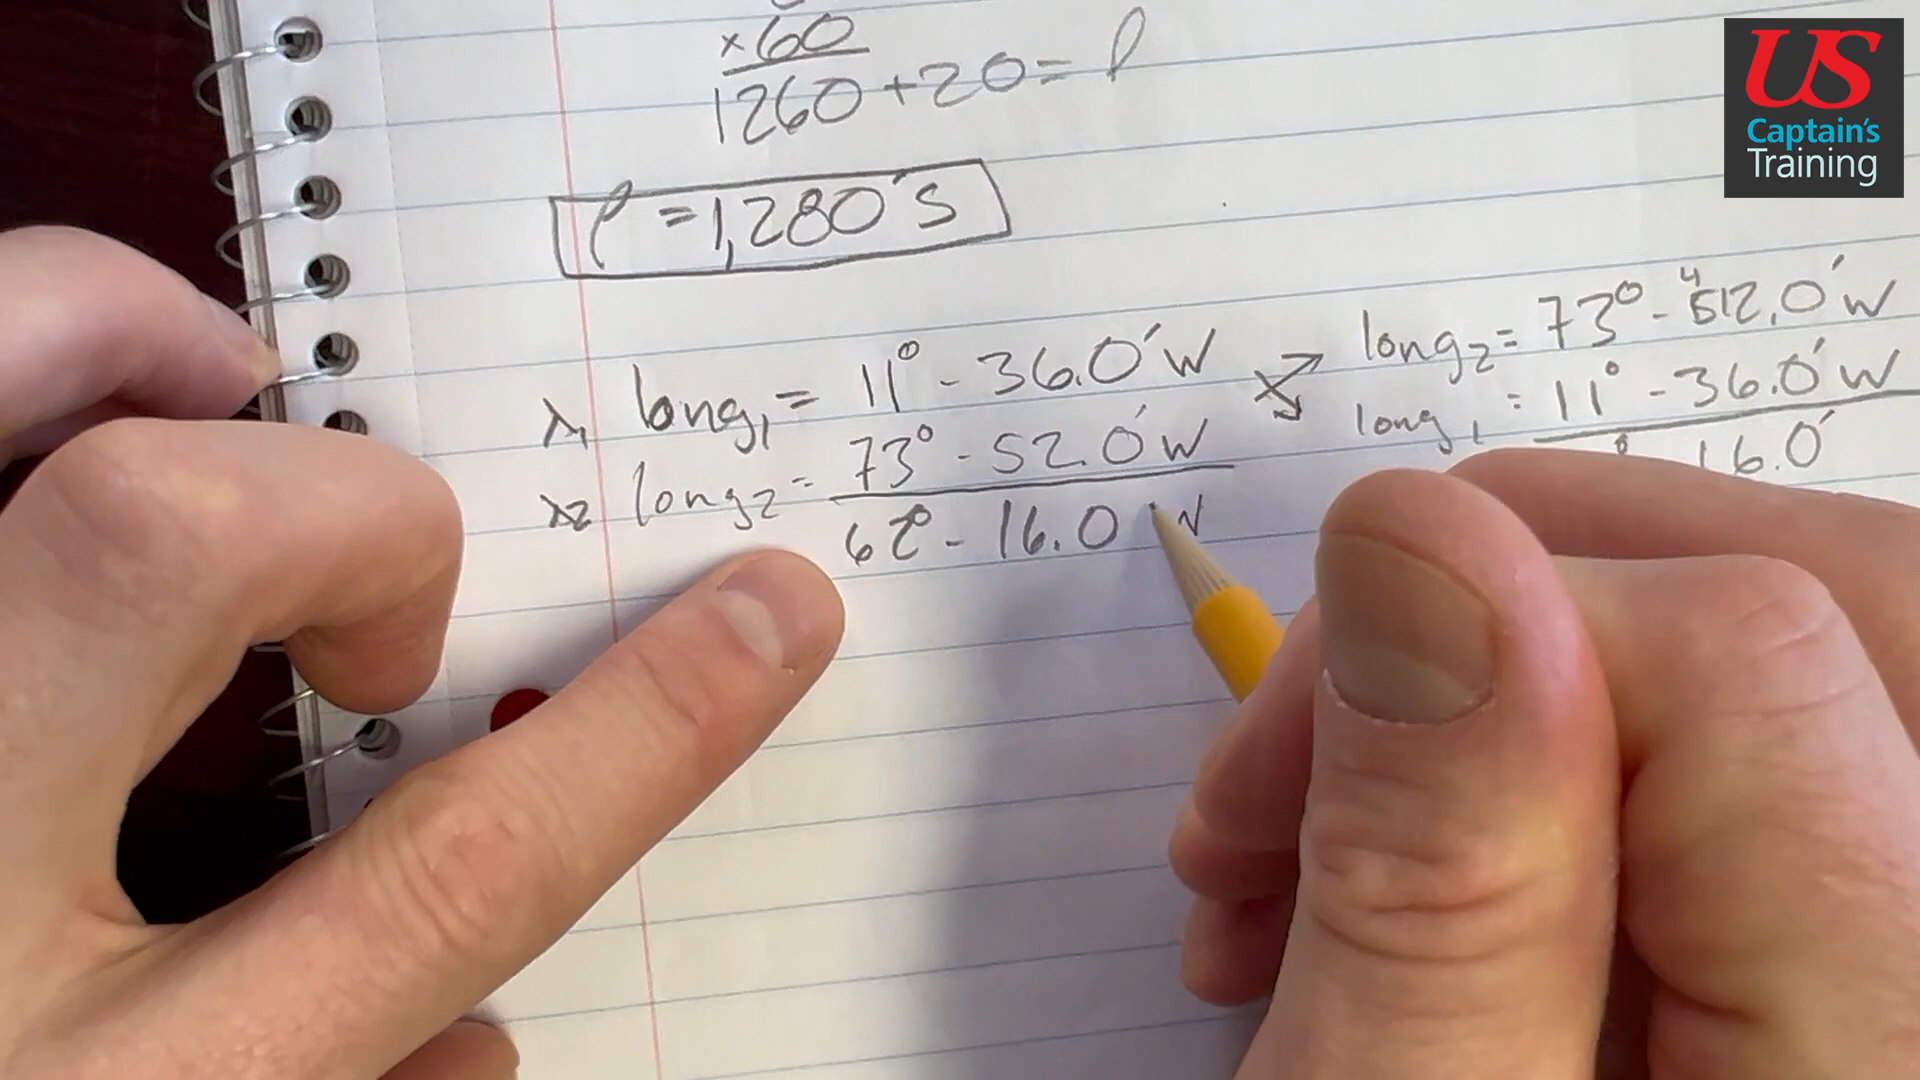 ×60
1260 + 20 = l
l = 1,280's
λ1 long1 = 11° - 36.0'W
λ2 long2 = 73° - 52.0'W
62° - 16.0 W
long2 = 73° - 4512.0'W
long1 = 11° - 36.0'W
° 16.0'
US
Captain's
Training